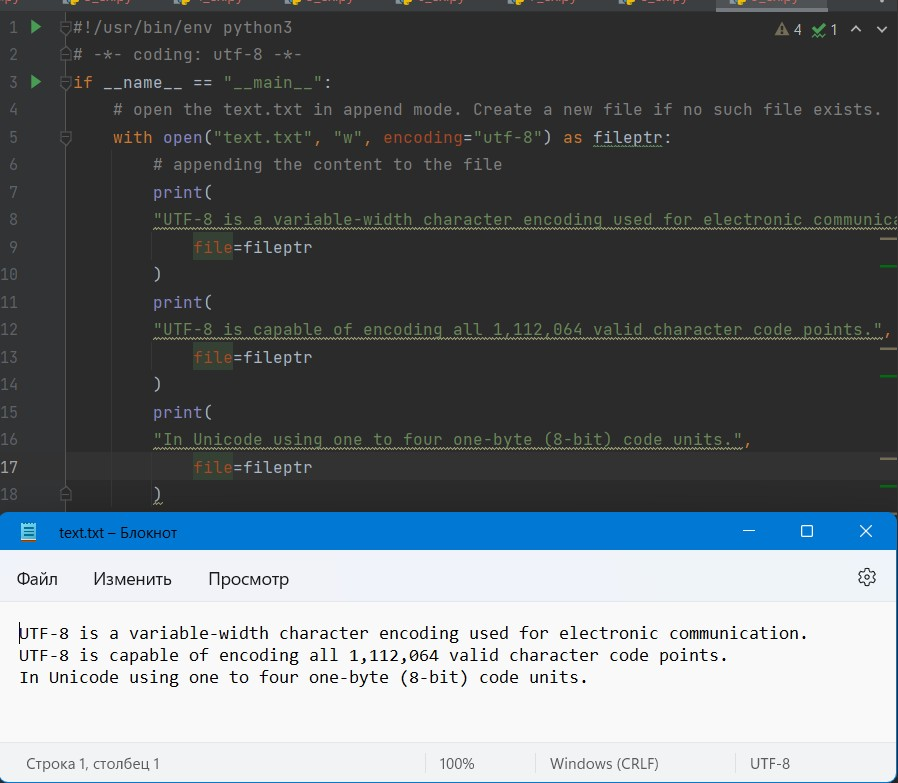 1 #!/usr/bin/env python3
4 1
2 # -*- coding: utf-8 -*-
3 if __name__ == "__main__":
4 # open the text.txt in append mode. Create a new file if no such file exists.
5 with open("text.txt", "w", encoding="utf-8") as fileptr:
6 # appending the content to the file
7 print(
8 "UTF-8 is a variable-width character encoding used for electronic communica
9 file=fileptr
10 )
11 print(
12 "UTF-8 is capable of encoding all 1,112,064 valid character code points.",
13 file=fileptr
14 )
15 print(
16 "In Unicode using one to four one-byte (8-bit) code units.",
17 file=fileptr
18 )
text.txt – Блокнот
Файл Изменить Просмотр
UTF-8 is a variable-width character encoding used for electronic communication.
UTF-8 is capable of encoding all 1,112,064 valid character code points.
In Unicode using one to four one-byte (8-bit) code units.
Строка 1, столбец 1 100% Windows (CRLF) UTF-8